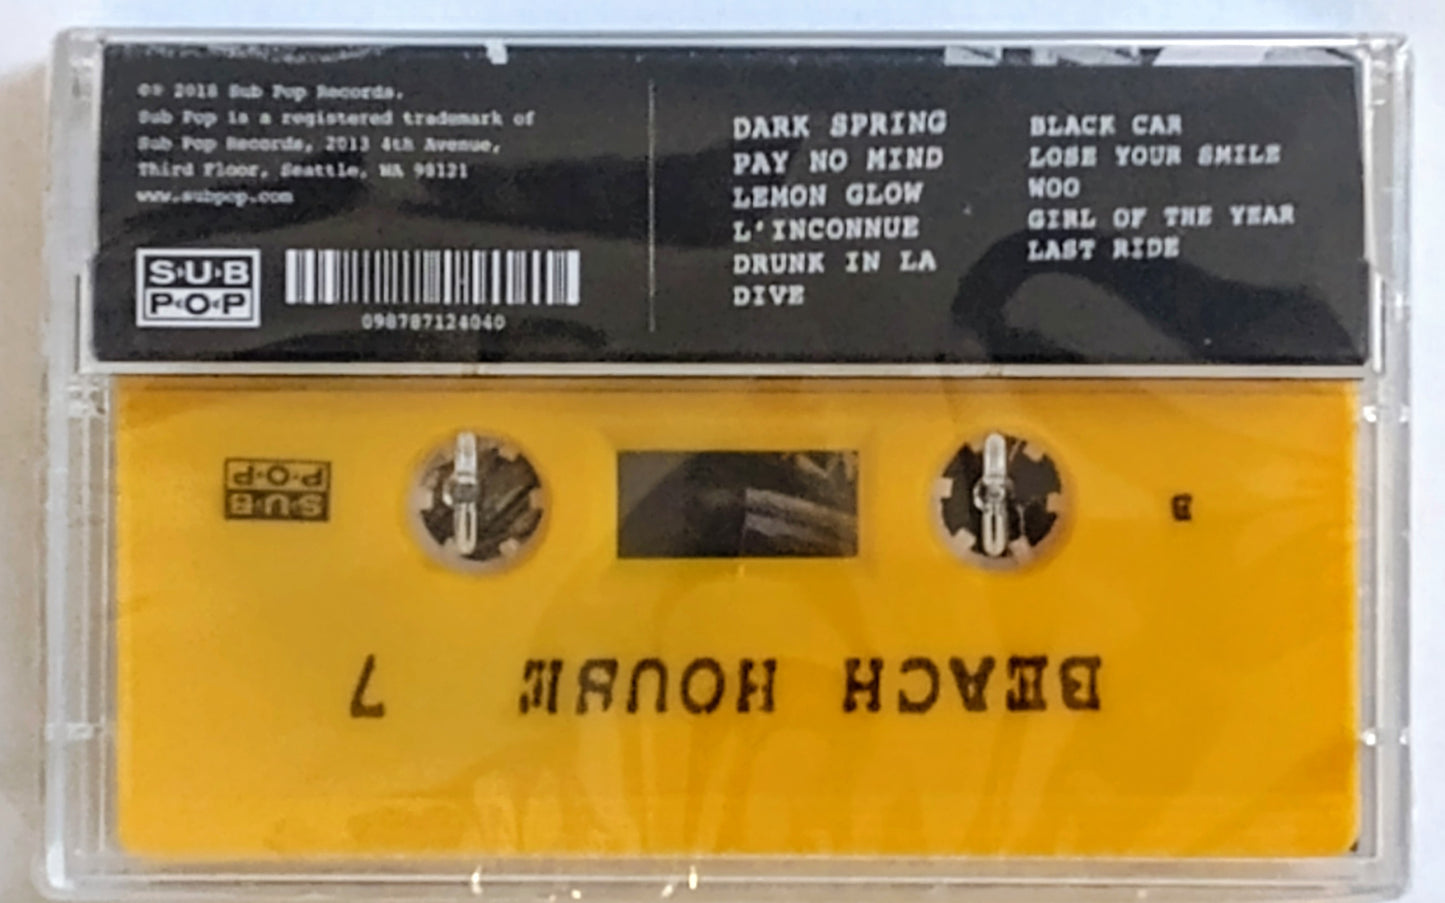 ©℗ 2018 Sub Pop Records.
Sub Pop is a registered trademark of
Sub Pop Records, 2013 4th Avenue,
Third Floor, Seattle, WA 98121
www.subpop.com
SUB
POP
098787124040
DARK SPRING
PAY NO MIND
LEMON GLOW
L'INCONNUE
DRUNK IN LA
DIVE
BLACK CAR
LOSE YOUR SMILE
WOO
GIRL OF THE YEAR
LAST RIDE
SUB
POP
B
BEACH HOUSE 7